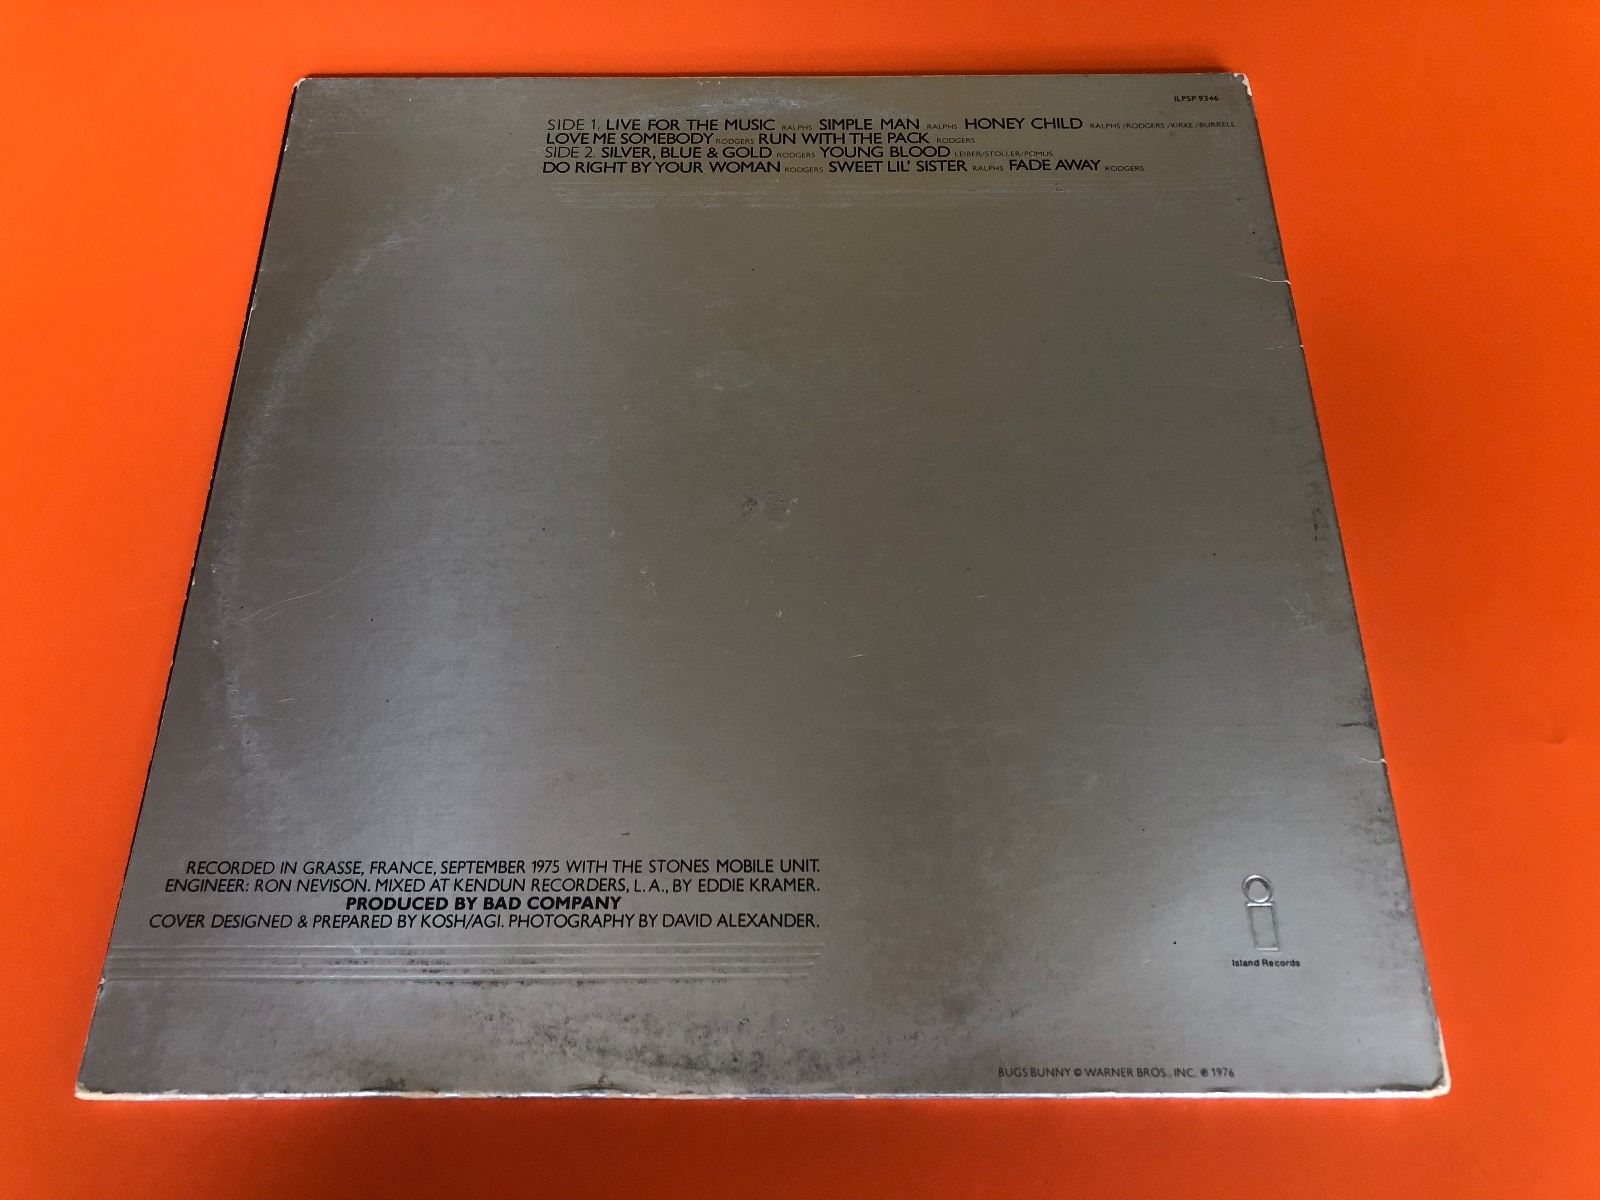 ILPSP 9346
SIDE 1. LIVE FOR THE MUSIC RALPHS SIMPLE MAN RALPHS HONEY CHILD RALPHS/RODGERS/KIRKE/BURRELL
LOVE ME SOMEBODY RODGERS RUN WITH THE PACK RODGERS
SIDE 2. SILVER, BLUE & GOLD RODGERS YOUNG BLOOD LEIBER/STOLLER/POMUS
DO RIGHT BY YOUR WOMAN RODGERS SWEET LIL' SISTER RALPHS FADE AWAY RODGERS
RECORDED IN GRASSE, FRANCE, SEPTEMBER 1975 WITH THE STONES MOBILE UNIT.
ENGINEER: RON NEVISON. MIXED AT KENDUN RECORDERS, L.A., BY EDDIE KRAMER.
PRODUCED BY BAD COMPANY
COVER DESIGNED & PREPARED BY KOSH/AGI. PHOTOGRAPHY BY DAVID ALEXANDER.
Island Records
BUGS BUNNY © WARNER BROS., INC. ℗ 1976